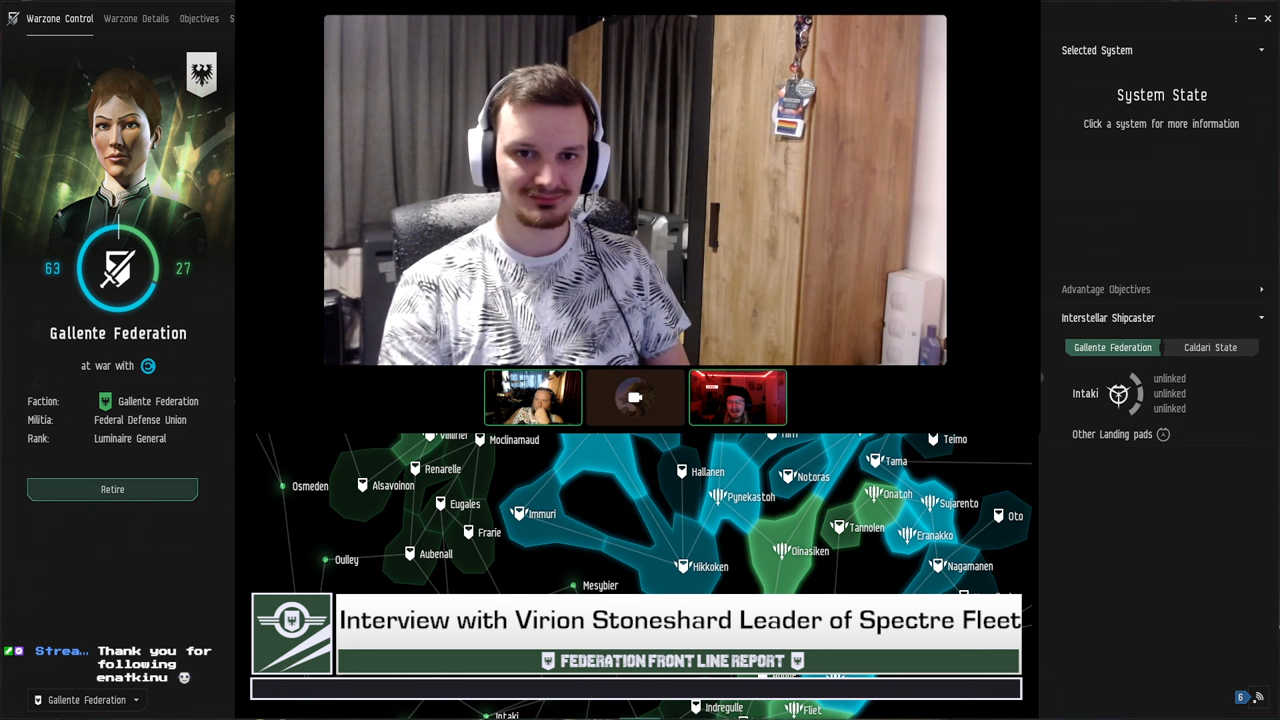 Warzone Control
Warzone Details
Objectives
S
63
27
Gallente Federation
at war with
Faction: Gallente Federation
Militia: Federal Defense Union
Rank: Luminaire General
Retire
Strea...
Thank you for
following
enatkinu
Gallente Federation
Moclinamaud
Renarelle
Osmeden
Alsavoinon
Eugales
Frarie
Oulley
Aubenall
Immuri
Mesybier
Hallanen
Pynekastoh
Notoras
Hikkoken
Oinasiken
Tama
Teimo
Onatoh
Sujarento
Oto
Tannolen
Eranakko
Nagamanen
Interview with Virion Stoneshard Leader of Spectre Fleet
FEDERATION FRONT LINE REPORT
Intaki
Indregulle
Fliet
Selected System
System State
Click a system for more information
Advantage Objectives
Interstellar Shipcaster
Gallente Federation
Caldari State
Intaki
unlinked
unlinked
unlinked
Other Landing pads
6